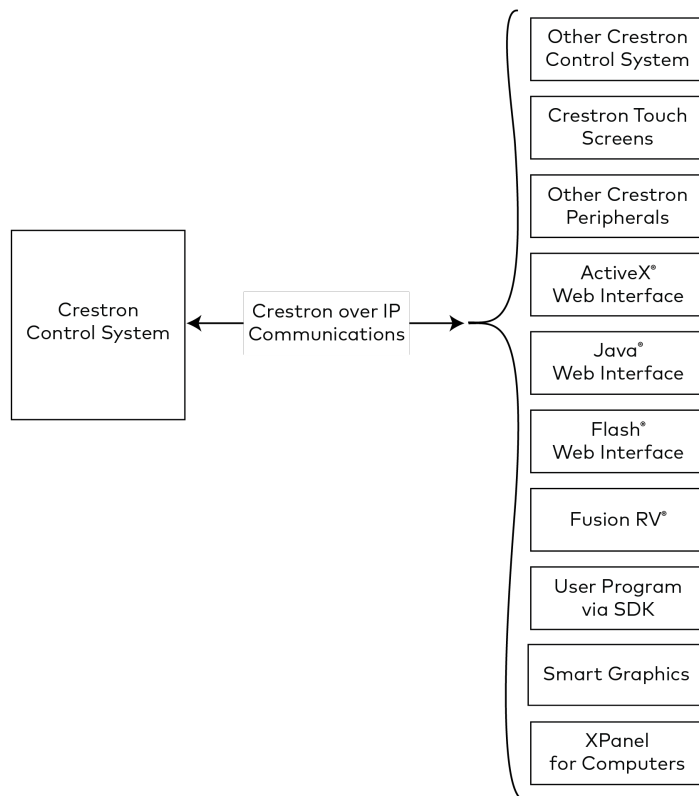 Crestron
Control System
Crestron over IP
Communications
Other Crestron
Control System
Crestron Touch
Screens
Other Crestron
Peripherals
ActiveX®
Web Interface
Java®
Web Interface
Flash®
Web Interface
Fusion RV®
User Program
via SDK
Smart Graphics
XPanel
for Computers